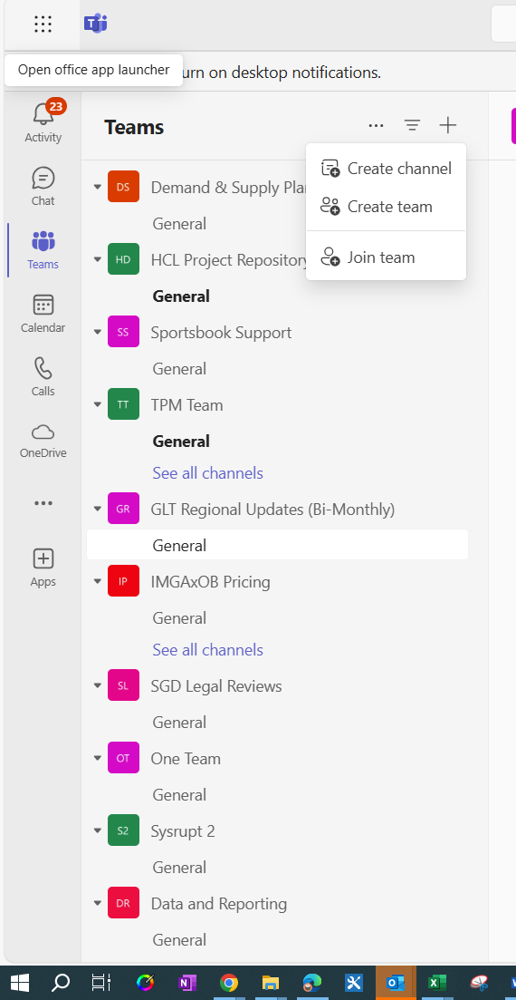 Open office app launcher
urn on desktop notifications.
23
Activity
Chat
Teams
Calendar
Calls
OneDrive
Apps
Teams
Create channel
Create team
Join team
DS Demand & Supply Pla
General
HD HCL Project Repository
General
SS Sportsbook Support
General
TT TPM Team
General
See all channels
GR GLT Regional Updates (Bi-Monthly)
General
IP IMGAxOB Pricing
General
See all channels
SL SGD Legal Reviews
General
OT One Team
General
S2 Sysrupt 2
General
DR Data and Reporting
General